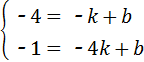 - 4 = - k + b
- 1 = - 4k + b